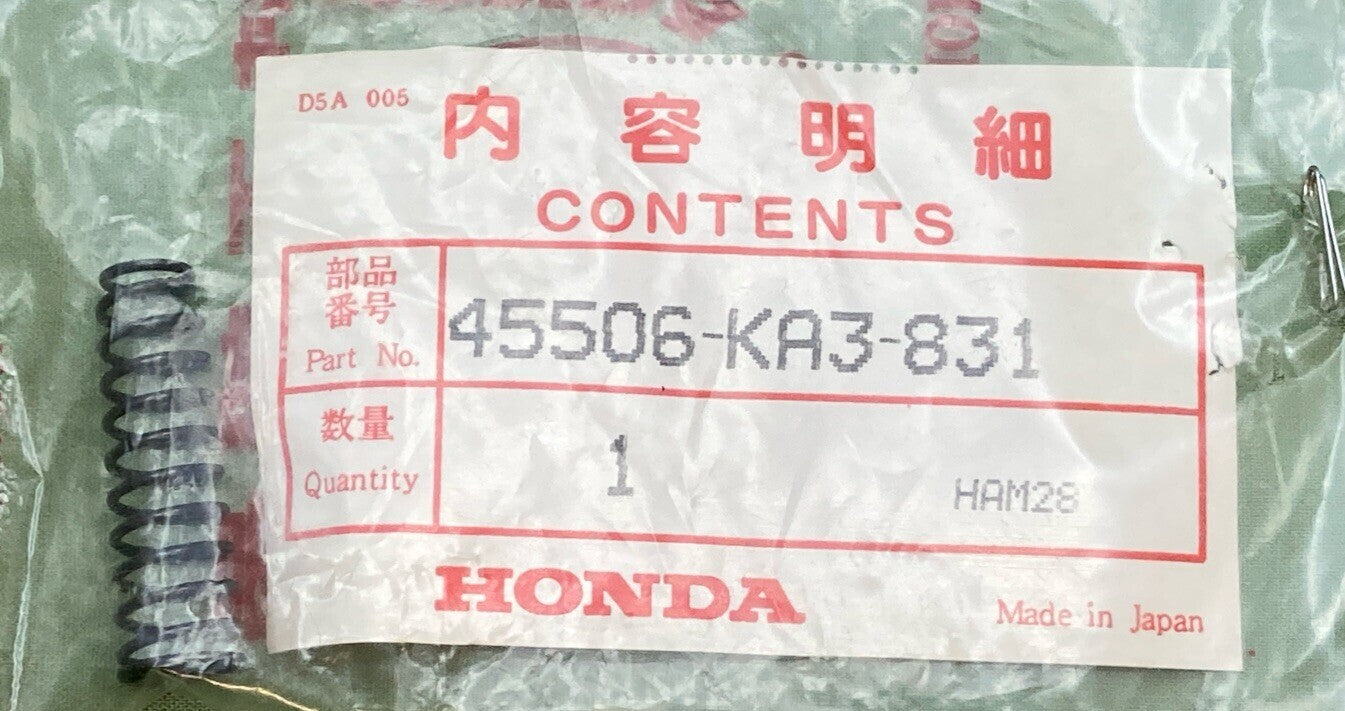 D5A 005
内容明細
CONTENTS
部品
番号
Part No.
45506-KA3-831
数量
Quantity
1
HAM28
HONDA
Made in Japan